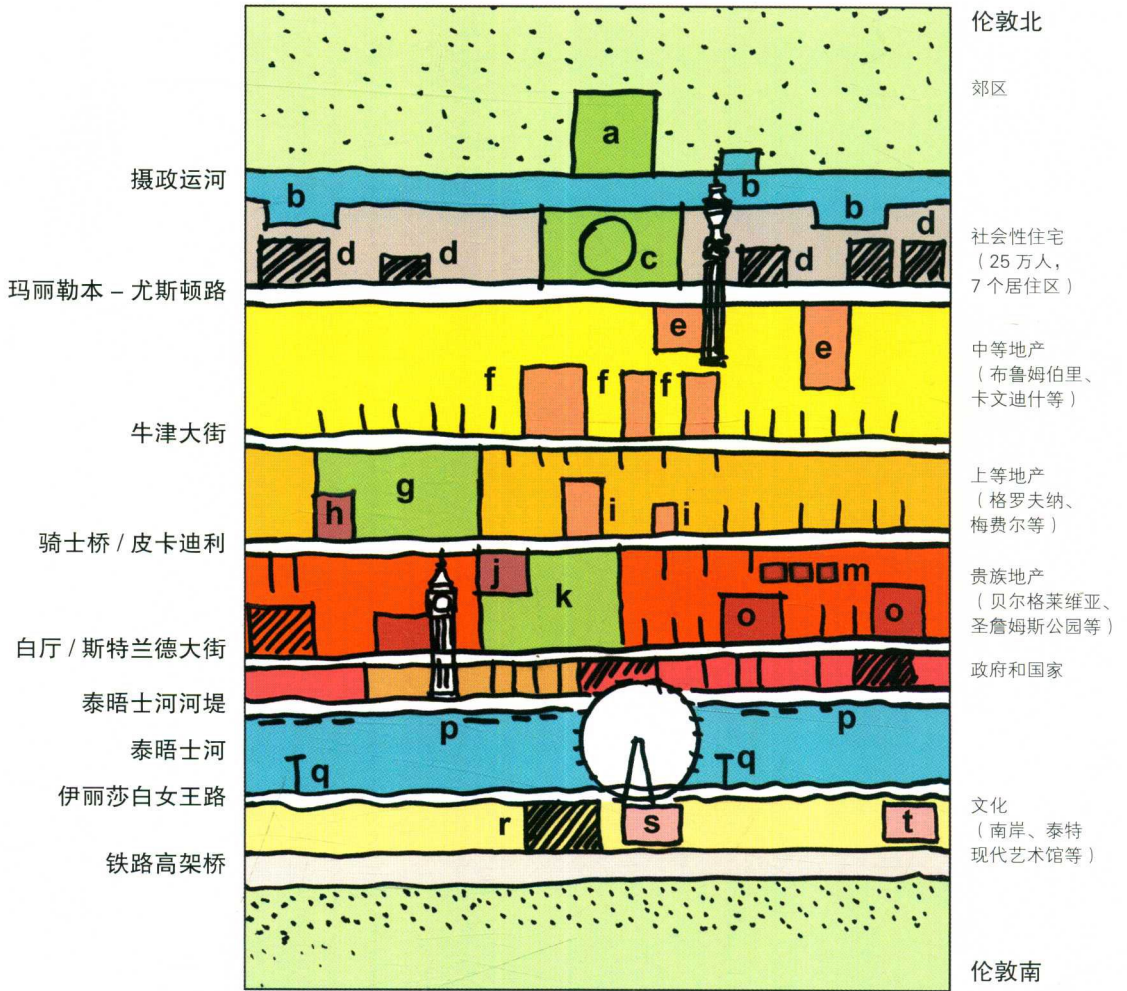 伦敦北
郊区
a
摄政运河
b
b
b
d
d
d
c
d
社会性住宅
（25 万人，
7 个居住区）
玛丽勒本 – 尤斯顿路
e
e
中等地产
（布鲁姆伯里、
卡文迪什等）
f
f
f
牛津大街
g
h
i
i
上等地产
（格罗夫纳、
梅费尔等）
骑士桥 / 皮卡迪利
j
k
m
o
o
贵族地产
（贝尔格莱维亚、
圣詹姆斯公园等）
白厅 / 斯特兰德大街
政府和国家
泰晤士河河堤
p
p
泰晤士河
q
q
伊丽莎白女王路
r
s
t
文化
（南岸、泰特
现代艺术馆等）
铁路高架桥
伦敦南